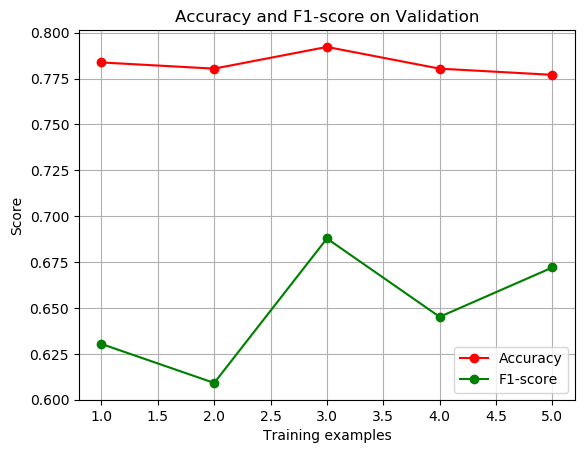 Accuracy and F1-score on Validation
Score
0.800
0.775
0.750
0.725
0.700
0.675
0.650
0.625
0.600
1.0 1.5 2.0 2.5 3.0 3.5 4.0 4.5 5.0
Training examples
Accuracy
F1-score